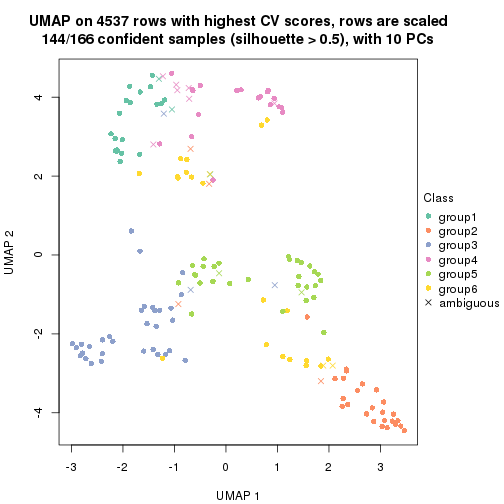 UMAP on 4537 rows with highest CV scores, rows are scaled
144/166 confident samples (silhouette > 0.5), with 10 PCs
4
2
0
-2
-4
UMAP 2
-3
-2
-1
0
1
2
3
UMAP 1
Class
group1
group2
group3
group4
group5
group6
ambiguous